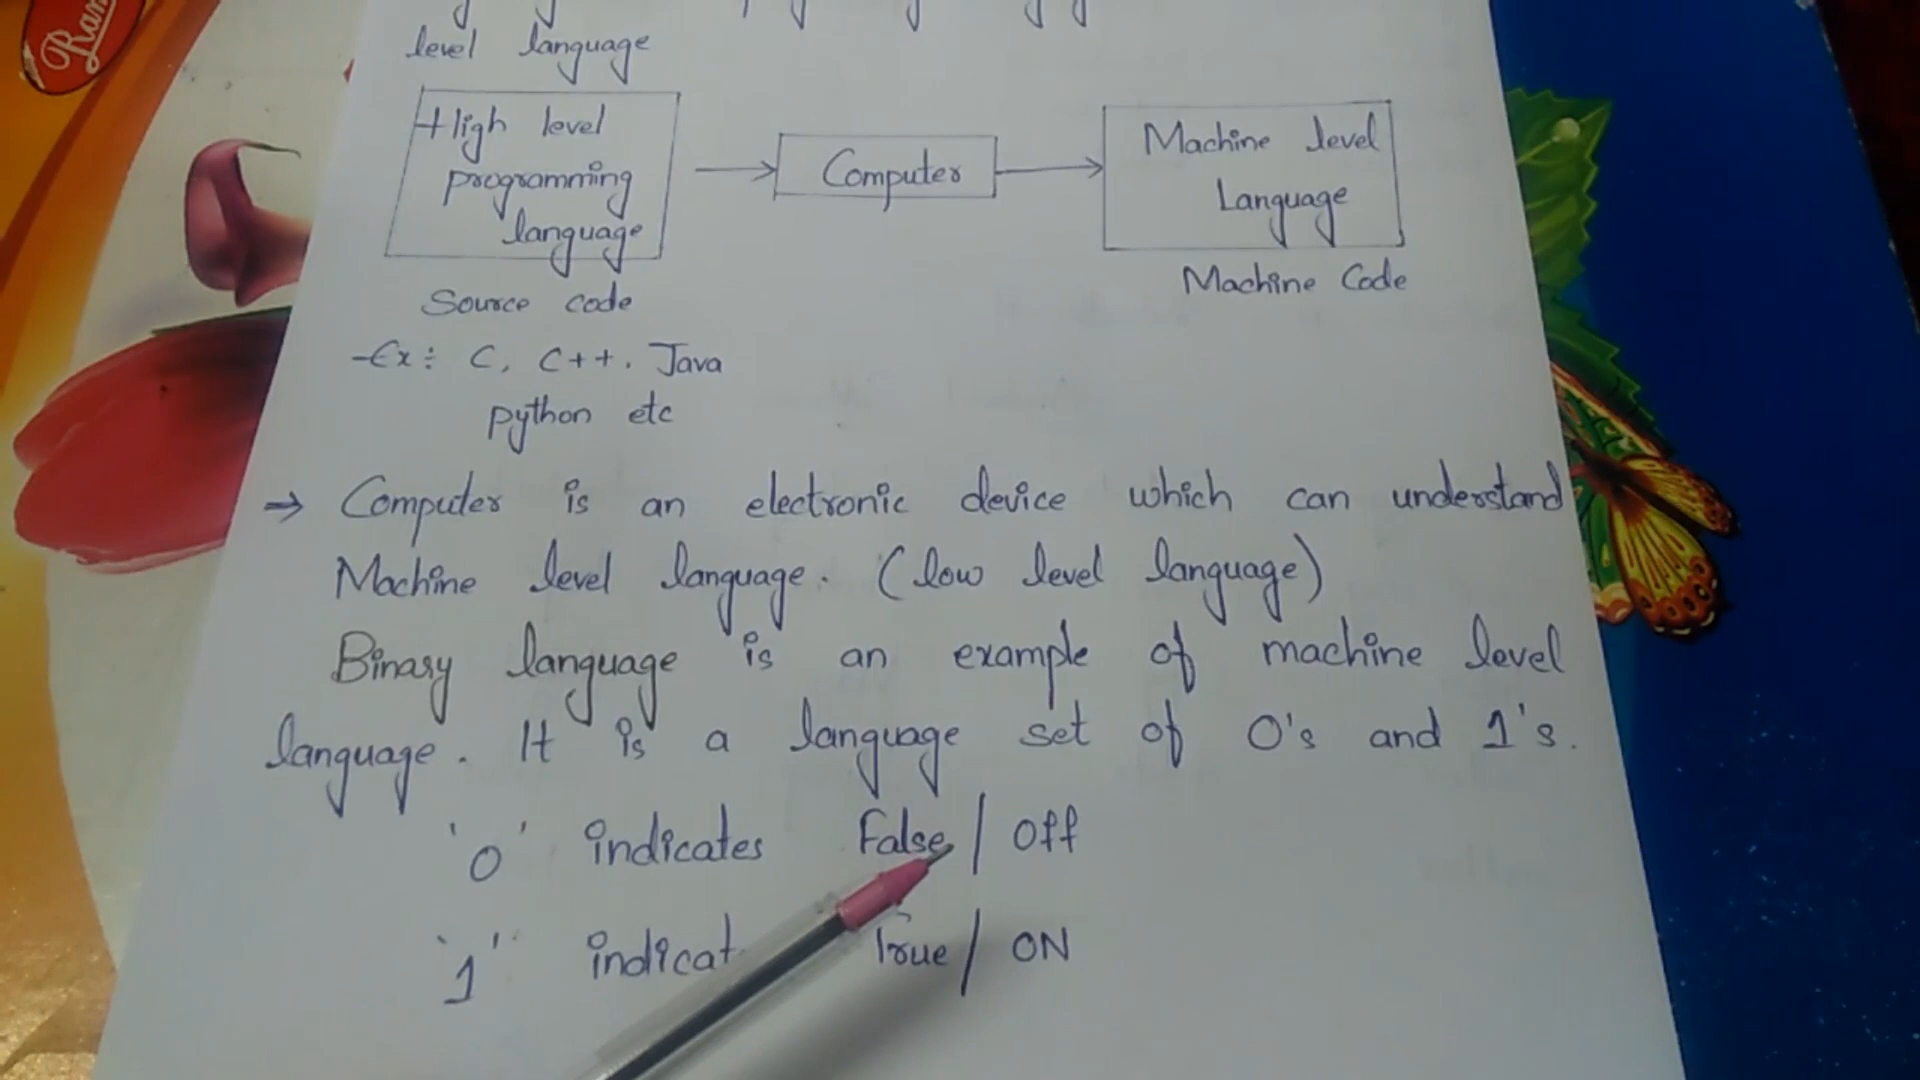 level language
High level
programming
language
Computer
Machine level
Language
Source code
Machine Code
Ex: C, C++, Java
python etc
→ Computer is an electronic device which can understand
Machine level language. (low level language)
Binary language is an example of machine level
language. It is a language set of 0's and 1's.
'0' indicates False / Off
'1' indicat True / ON